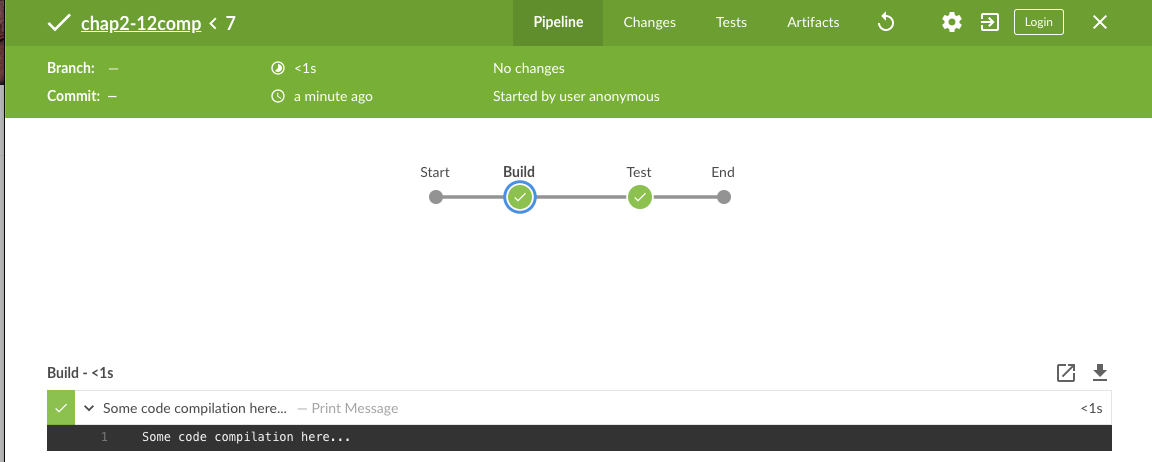 chap2-12comp < 7
Pipeline Changes Tests Artifacts Login
Branch: — <1s No changes
Commit: — a minute ago Started by user anonymous
Start Build Test End
Build - <1s
Some code compilation here... — Print Message <1s
1 Some code compilation here...